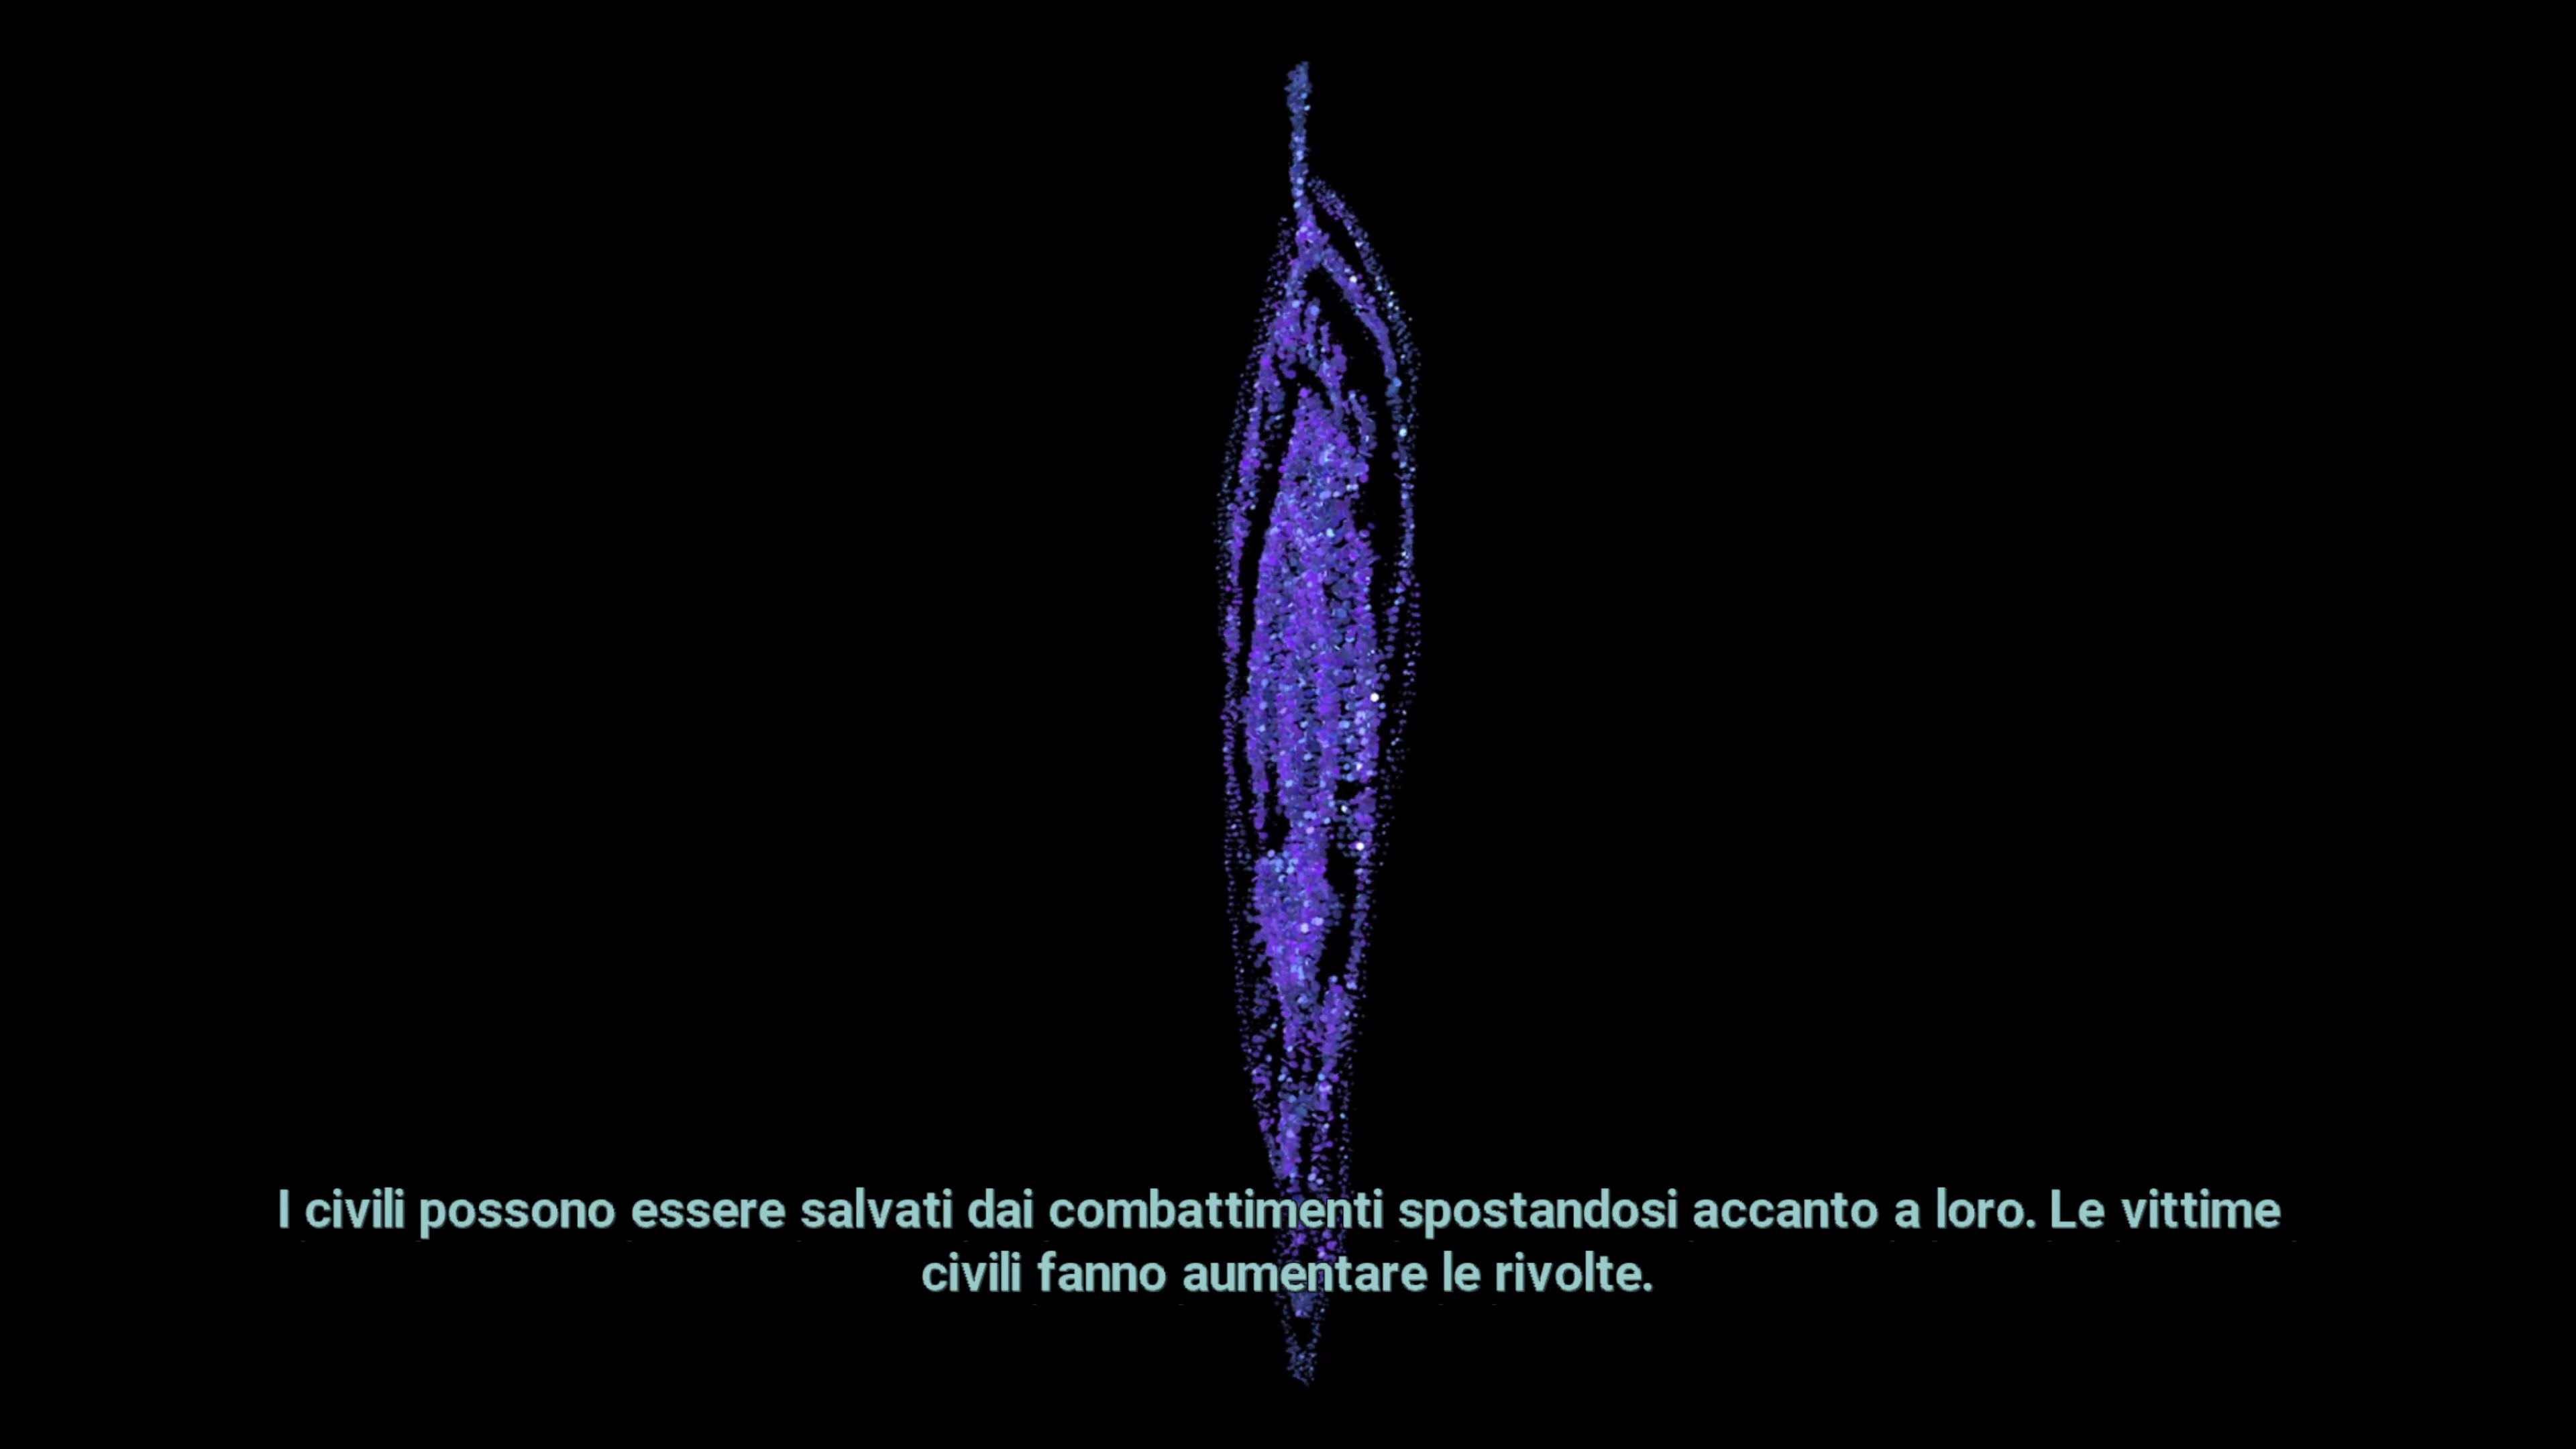 I civili possono essere salvati dai combattimenti spostandosi accanto a loro. Le vittime
civili fanno aumentare le rivolte.